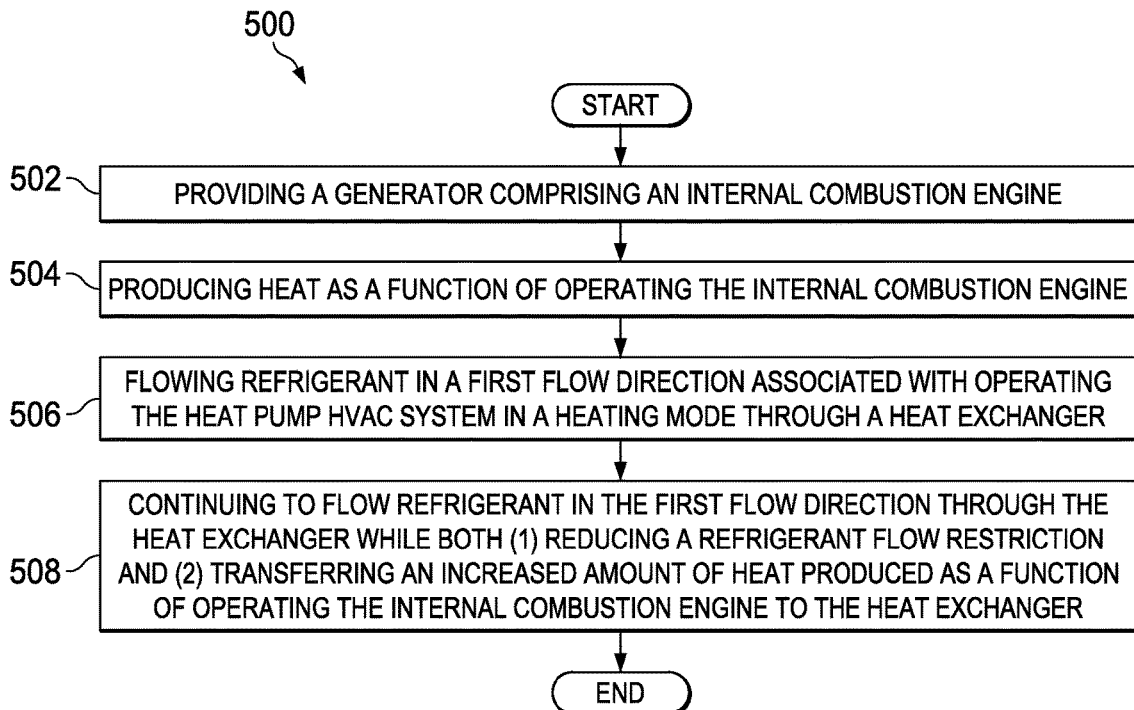 500
START
502
PROVIDING A GENERATOR COMPRISING AN INTERNAL COMBUSTION ENGINE
504
PRODUCING HEAT AS A FUNCTION OF OPERATING THE INTERNAL COMBUSTION ENGINE
506
FLOWING REFRIGERANT IN A FIRST FLOW DIRECTION ASSOCIATED WITH OPERATING
THE HEAT PUMP HVAC SYSTEM IN A HEATING MODE THROUGH A HEAT EXCHANGER
508
CONTINUING TO FLOW REFRIGERANT IN THE FIRST FLOW DIRECTION THROUGH THE
HEAT EXCHANGER WHILE BOTH (1) REDUCING A REFRIGERANT FLOW RESTRICTION
AND (2) TRANSFERRING AN INCREASED AMOUNT OF HEAT PRODUCED AS A FUNCTION
OF OPERATING THE INTERNAL COMBUSTION ENGINE TO THE HEAT EXCHANGER
END